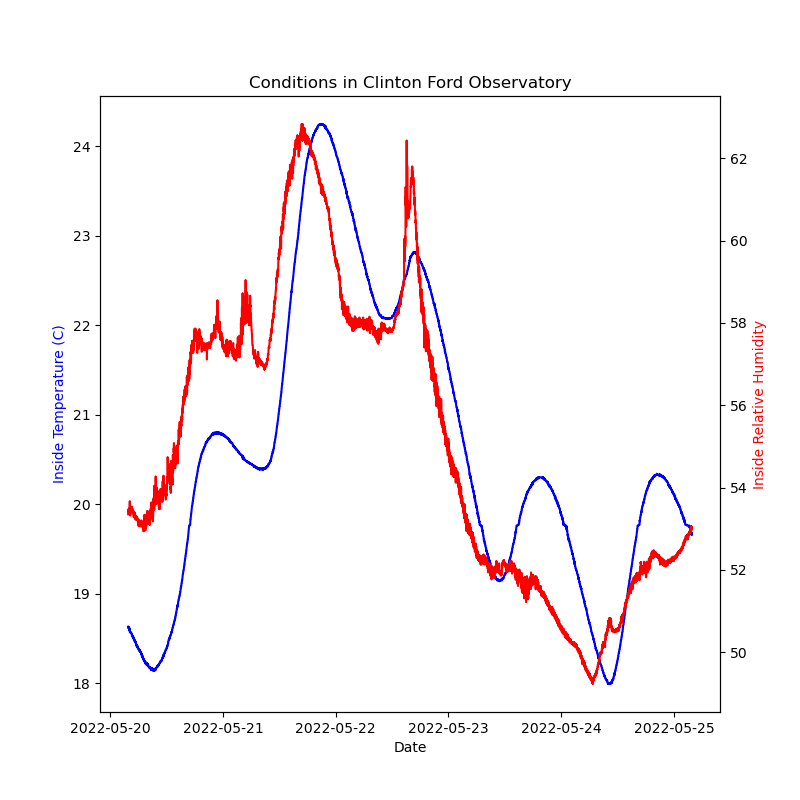 Conditions in Clinton Ford Observatory
24
23
22
21
20
19
18
Inside Temperature (C)
62
60
58
56
54
52
50
Inside Relative Humidity
2022-05-20 2022-05-21 2022-05-22 2022-05-23 2022-05-24 2022-05-25
Date